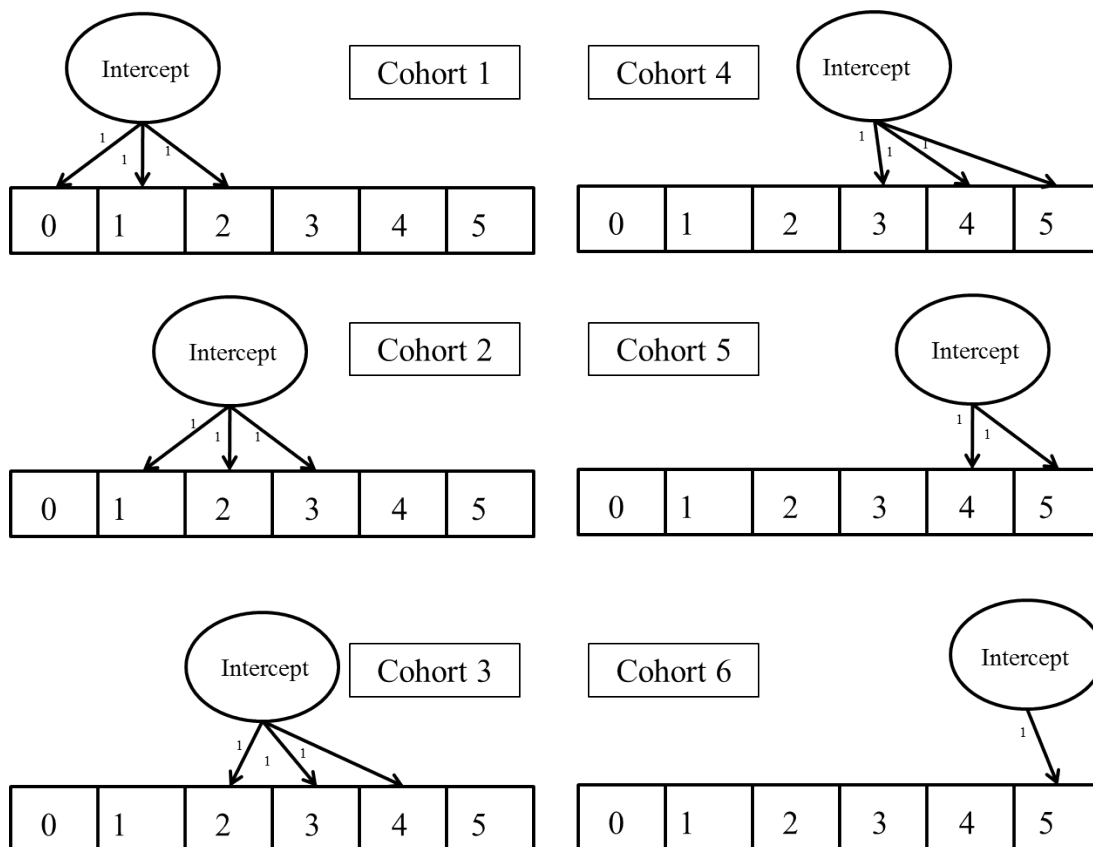 Intercept
Cohort 1
1 1 1
0 1 2 3 4 5
Intercept
Cohort 2
1 1 1
0 1 2 3 4 5
Intercept
Cohort 3
1 1 1
0 1 2 3 4 5
Cohort 4
Intercept
1 1 1
0 1 2 3 4 5
Cohort 5
Intercept
1 1
0 1 2 3 4 5
Cohort 6
Intercept
1
0 1 2 3 4 5